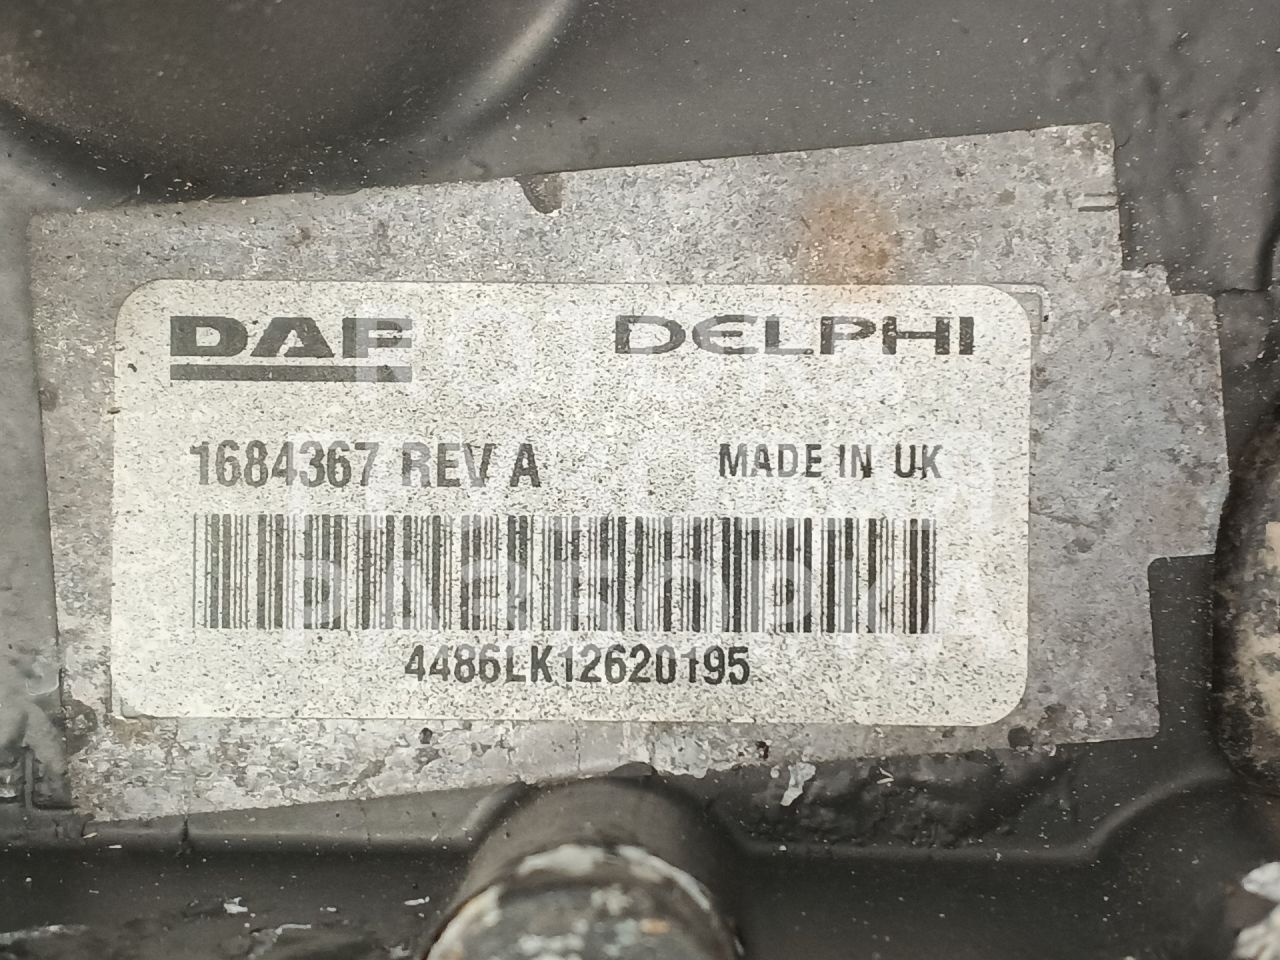 DAF DELPHI
1684367 REV A MADE IN UK
4486LK12620195